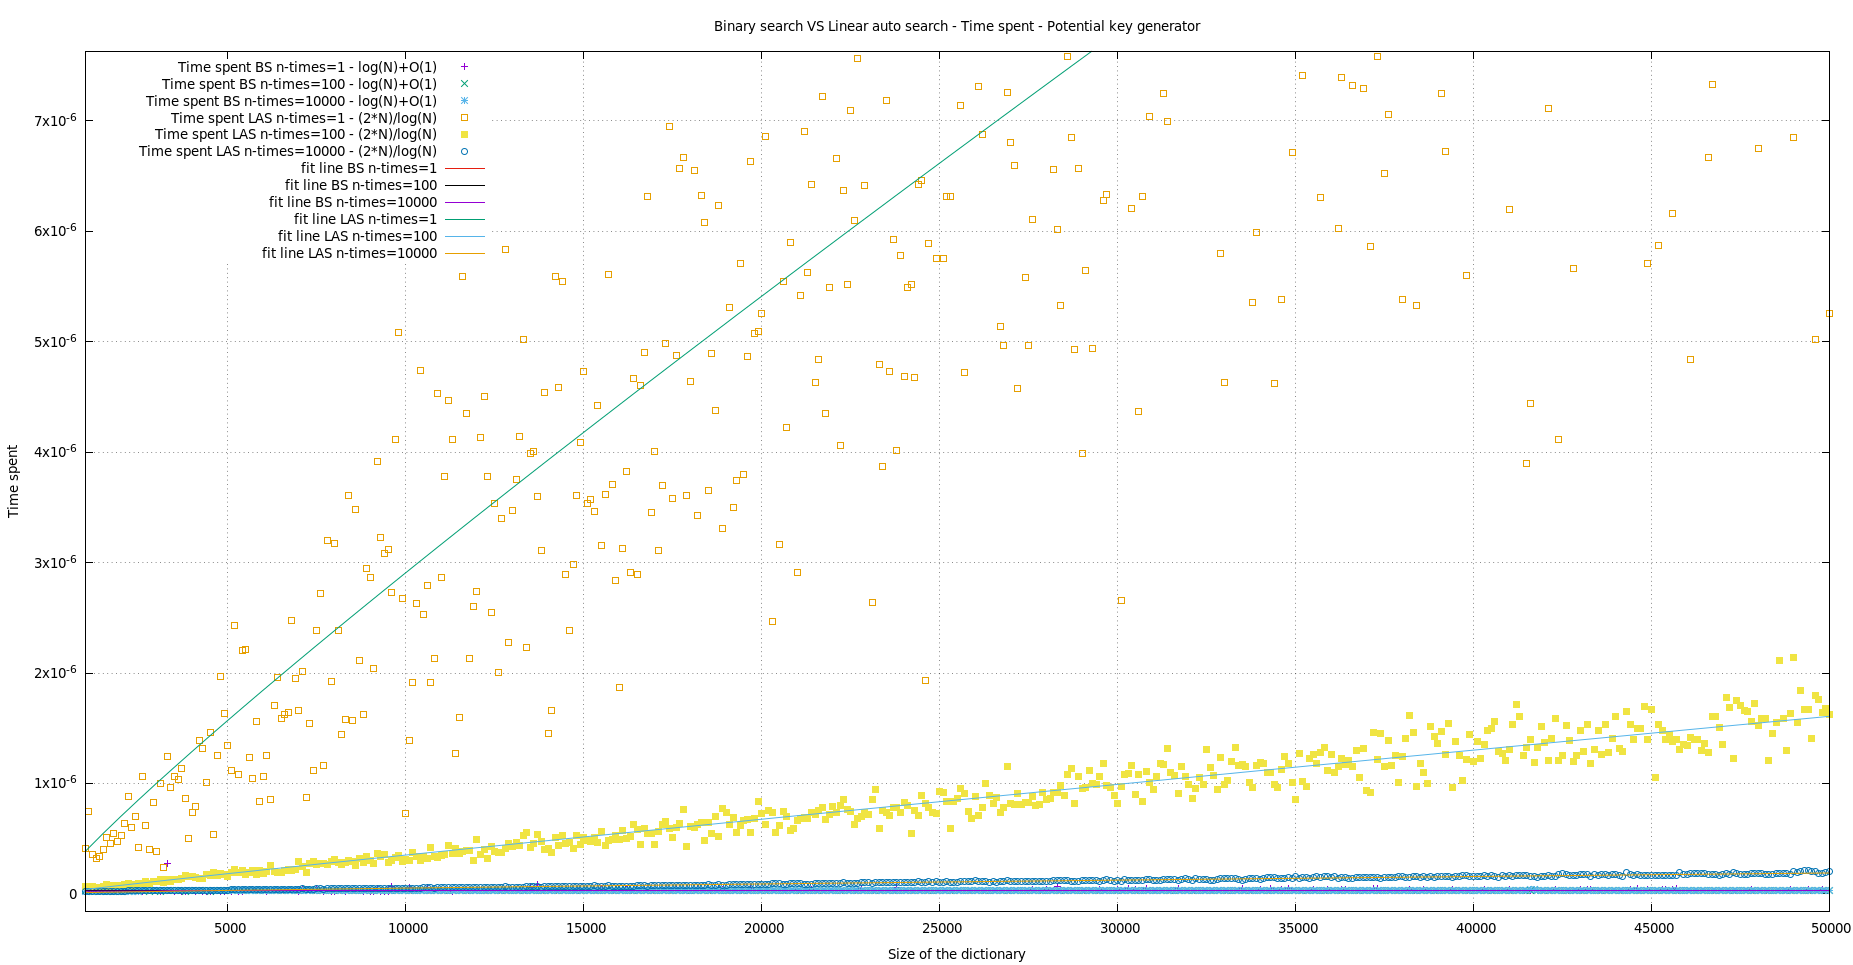 Binary search VS Linear auto search - Time spent - Potential key generator
Time spent BS n-times=1 - log(N)+O(1)
Time spent BS n-times=100 - log(N)+O(1)
Time spent BS n-times=10000 - log(N)+O(1)
Time spent LAS n-times=1 - (2*N)/log(N)
Time spent LAS n-times=100 - (2*N)/log(N)
Time spent LAS n-times=10000 - (2*N)/log(N)
fit line BS n-times=1
fit line BS n-times=100
fit line BS n-times=10000
fit line LAS n-times=1
fit line LAS n-times=100
fit line LAS n-times=10000
7x10-6
6x10-6
5x10-6
4x10-6
3x10-6
2x10-6
1x10-6
0
Time spent
5000 10000 15000 20000 25000 30000 35000 40000 45000 50000
Size of the dictionary